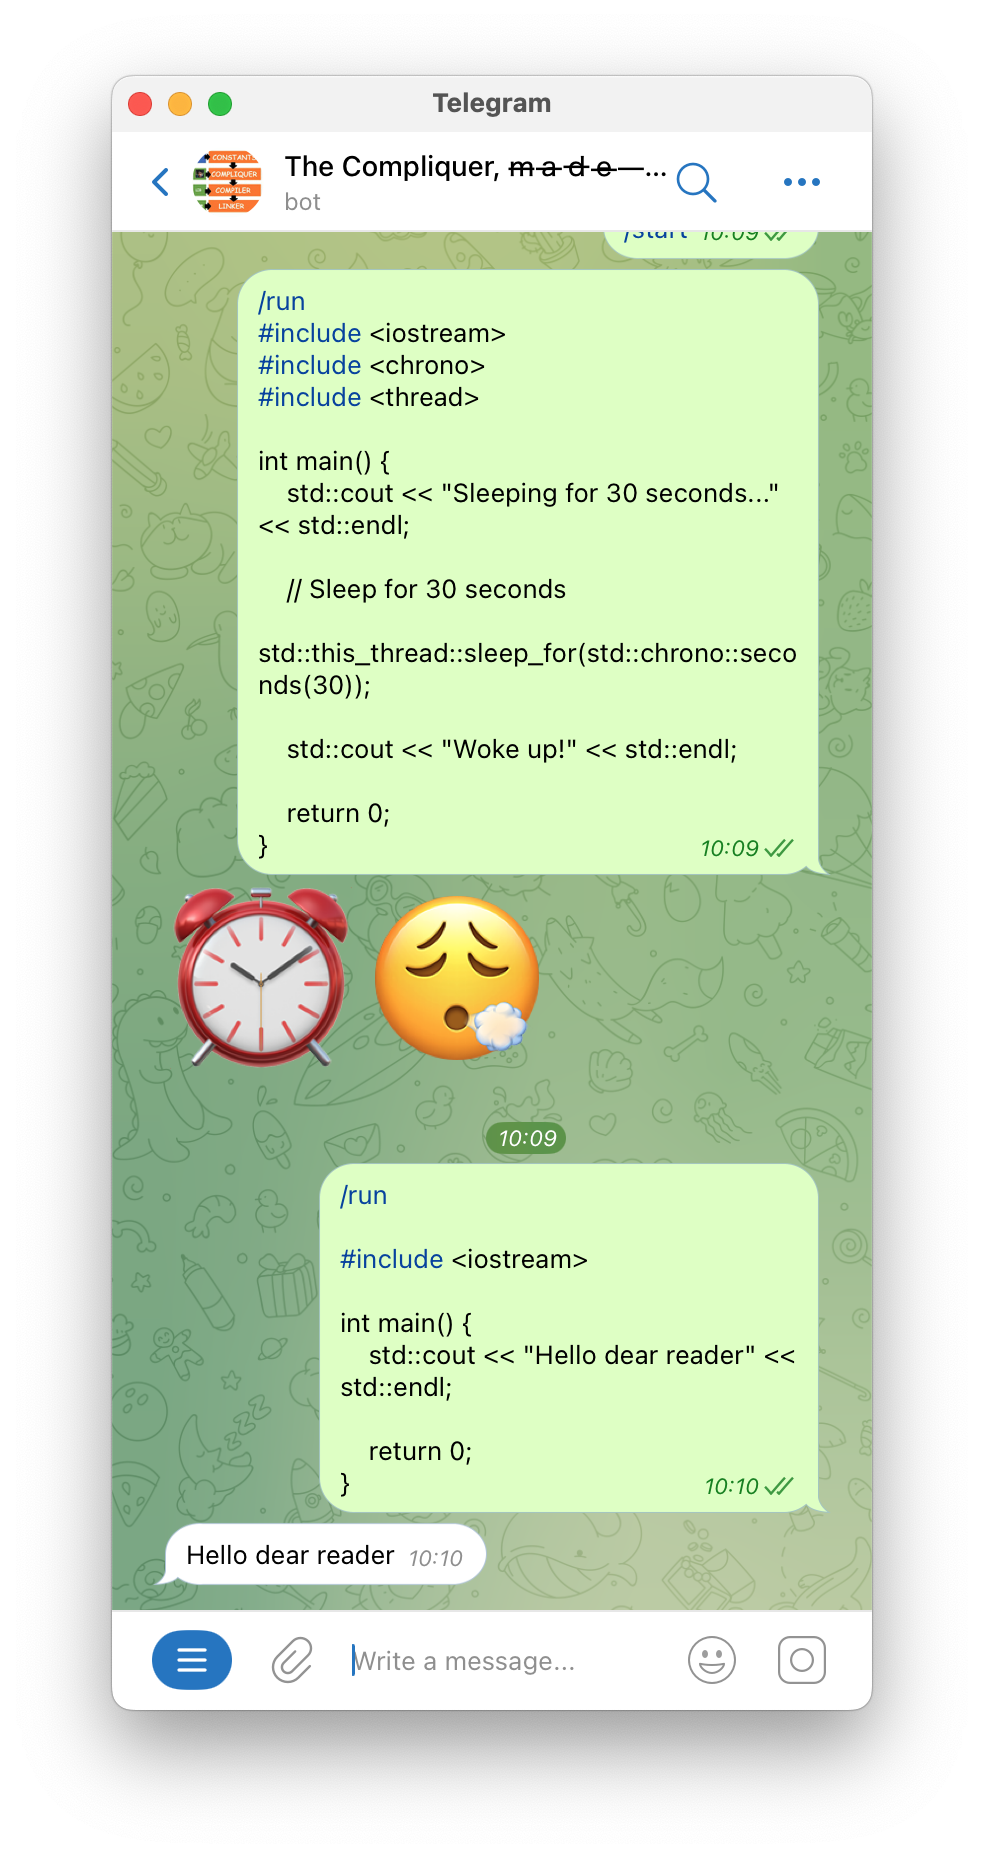 Telegram
CONSTANTS
COMPLIQUER
COMPILER
LINKER
The Compliquer, m a d e —...
bot
/start 10:09
/run
#include <iostream>
#include <chrono>
#include <thread>
int main() {
    std::cout << "Sleeping for 30 seconds..."
<< std::endl;
    // Sleep for 30 seconds
std::this_thread::sleep_for(std::chrono::seco
nds(30));
    std::cout << "Woke up!" << std::endl;
    return 0;
}
10:09
10:09
/run
#include <iostream>
int main() {
    std::cout << "Hello dear reader" <<
std::endl;
    return 0;
}
10:10
Hello dear reader 10:10
Write a message...